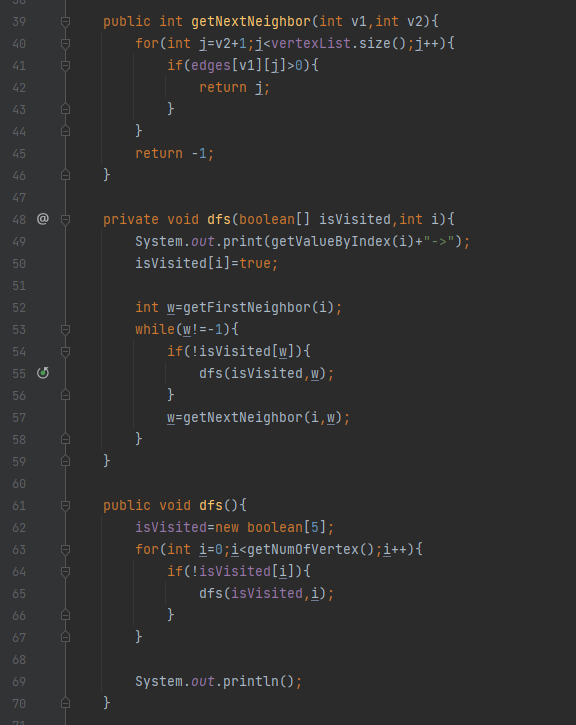 39 public int getNextNeighbor(int v1,int v2){
40 for(int j=v2+1;j<vertexList.size();j++){
41 if(edges[v1][j]>0){
42 return j;
43 }
44 }
45 return -1;
46 }
47
48 @ private void dfs(boolean[] isVisited,int i){
49 System.out.print(getValueByIndex(i)+"->");
50 isVisited[i]=true;
51
52 int w=getFirstNeighbor(i);
53 while(w!=-1){
54 if(!isVisited[w]){
55 dfs(isVisited,w);
56 }
57 w=getNextNeighbor(i,w);
58 }
59 }
60
61 public void dfs(){
62 isVisited=new boolean[5];
63 for(int i=0;i<getNumOfVertex();i++){
64 if(!isVisited[i]){
65 dfs(isVisited,i);
66 }
67 }
68
69 System.out.println();
70 }